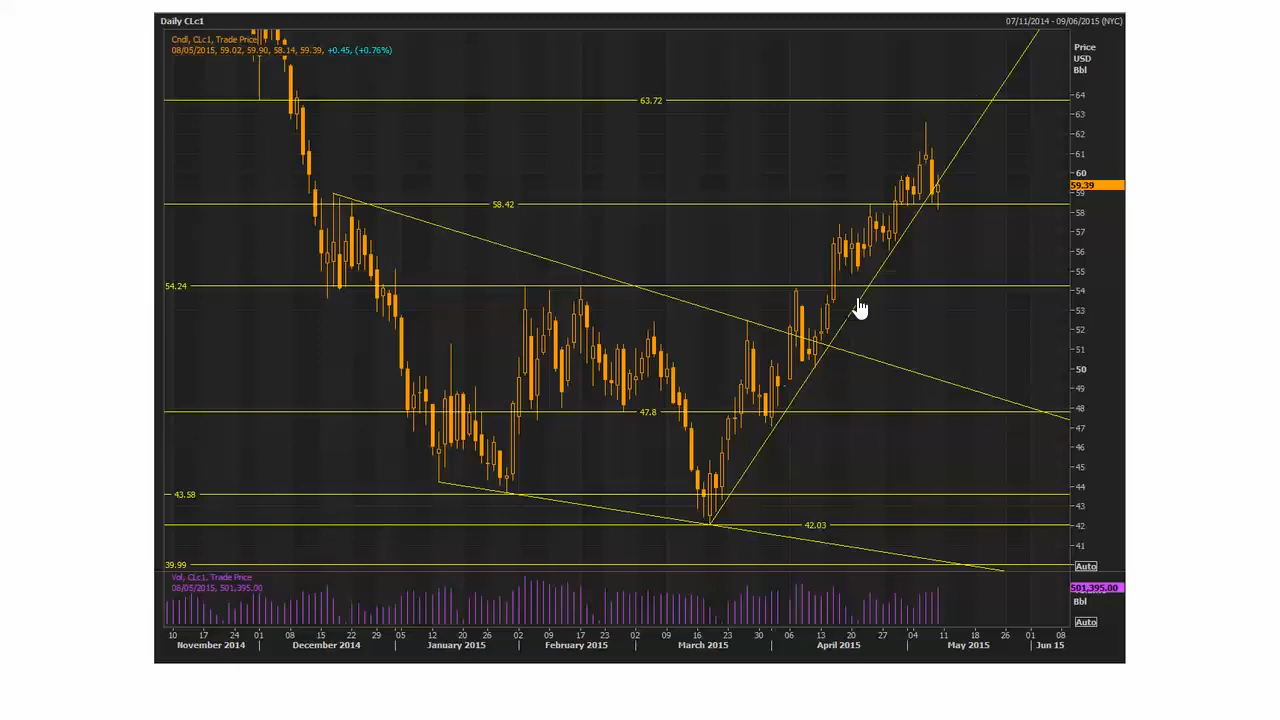 Daily CLc1
07/11/2014 - 09/06/2015 (NYC)
Cndl, CLc1, Trade Price
08/05/2015, 59.02, 59.90, 58.14, 59.39, +0.45, (+0.76%)
Price
USD
Bbl
63.72
58.42
54.24
47.8
43.58
42.03
39.99
64
63
62
61
60
59.39
59
58
57
56
55
54
53
52
51
50
49
48
47
46
45
44
43
42
41
Auto
Vol, CLc1, Trade Price
08/05/2015, 501,395.00
501,395.00
Bbl
Auto
10 17 24 01 08 15 22 29 05 12 20 26 02 09 17 23 02 09 16 23 30 06 13 20 27 04 11 18 26 01 08
November 2014 December 2014 January 2015 February 2015 March 2015 April 2015 May 2015 Jun 15